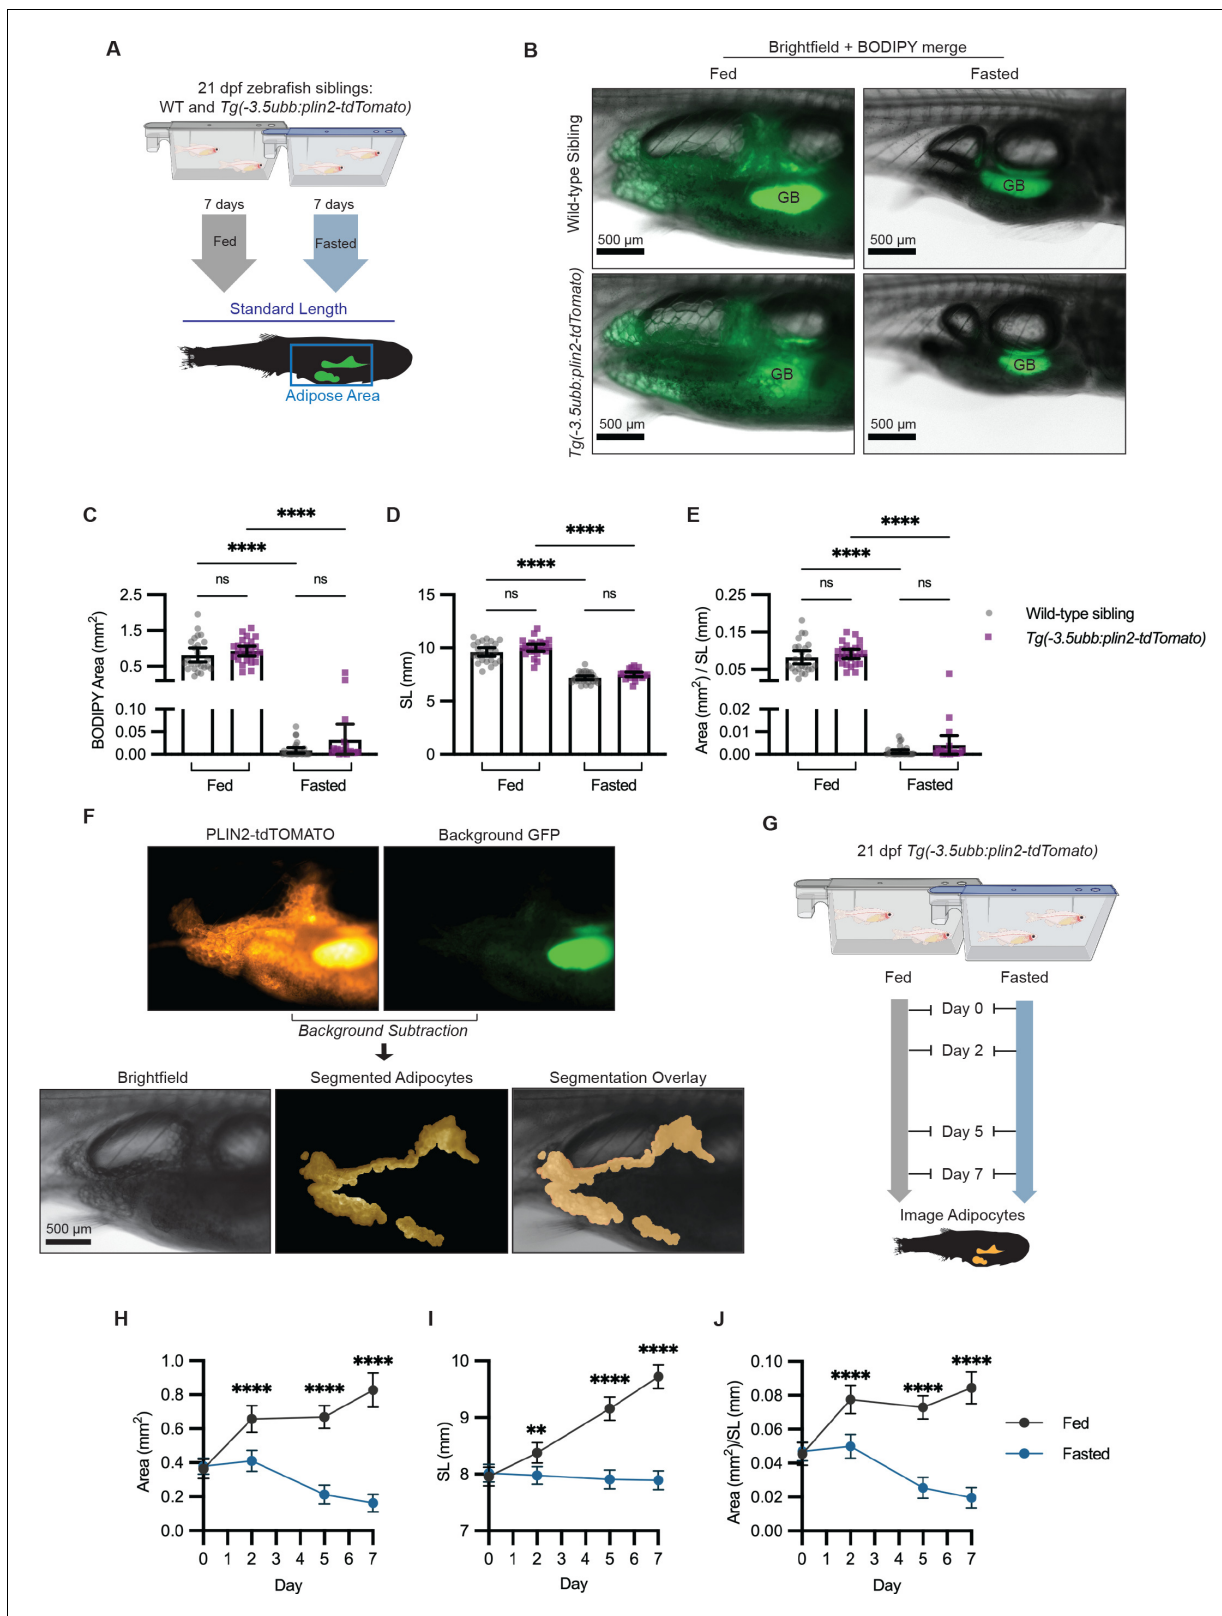 A
21 dpf zebrafish siblings:
WT and Tg(-3.5ubb:plin2-tdTomato)
7 days
7 days
Fed
Fasted
Standard Length
Adipose Area
B
Brightfield + BODIPY merge
Fed
Fasted
Wild-type Sibling
GB
500 µm
GB
500 µm
Tg(-3.5ubb:plin2-tdTomato)
GB
500 µm
GB
500 µm
C
****
****
ns
ns
BODIPY Area (mm²)
2.5
1.5
0.5
0.10
0.05
0.00
Fed
Fasted
D
****
****
ns
ns
SL (mm)
15
10
5
0
Fed
Fasted
E
****
****
ns
ns
Area (mm²) / SL (mm)
0.25
0.15
0.05
0.02
0.01
0.00
Fed
Fasted
Wild-type sibling
Tg(-3.5ubb:plin2-tdTomato)
F
PLIN2-tdTOMATO
Background GFP
Background Subtraction
Brightfield
Segmented Adipocytes
Segmentation Overlay
500 µm
G
21 dpf Tg(-3.5ubb:plin2-tdTomato)
Fed
Fasted
Day 0
Day 2
Day 5
Day 7
Image Adipocytes
H
****
****
****
Area (mm²)
1.0
0.8
0.6
0.4
0.2
0.0
0 1 2 3 4 5 6 7
Day
I
**
****
****
SL (mm)
10
9
8
7
0 1 2 3 4 5 6 7
Day
J
****
****
****
Area (mm²)/SL (mm)
0.10
0.08
0.06
0.04
0.02
0.00
0 1 2 3 4 5 6 7
Day
Fed
Fasted